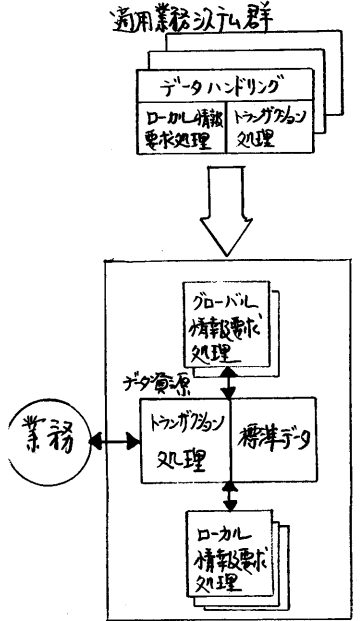 適用業務システム群
データハンドリング
ローカル情報
要求処理
トランザクション
処理
グローバル
情報要求
処理
データ資源
業務
トランザクション
処理
標準データ
ローカル
情報要求
処理